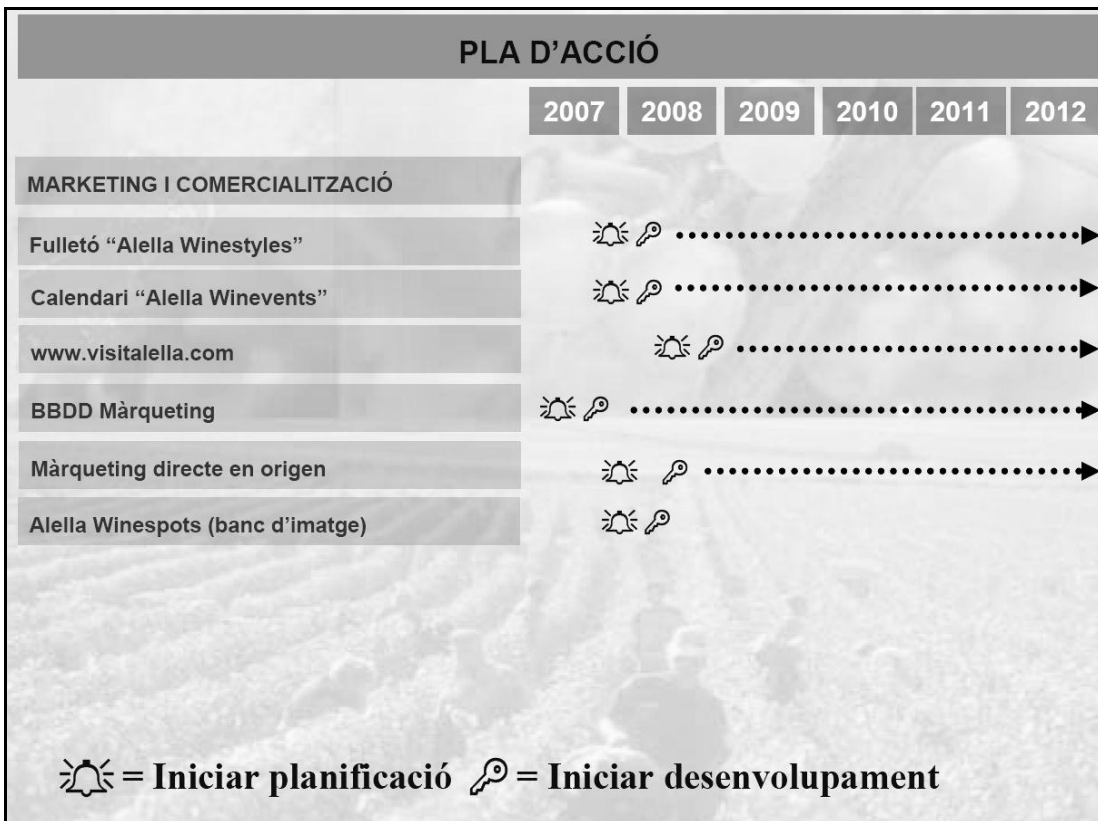 PLA D’ACCIÓ
2007 2008 2009 2010 2011 2012
MARKETING I COMERCIALITZACIÓ
Fulletó “Alella Winestyles”
Calendari “Alella Winevents”
www.visitalella.com
BBDD Màrqueting
Màrqueting directe en origen
Alella Winespots (banc d’imatge)
= Iniciar planificació = Iniciar desenvolupament